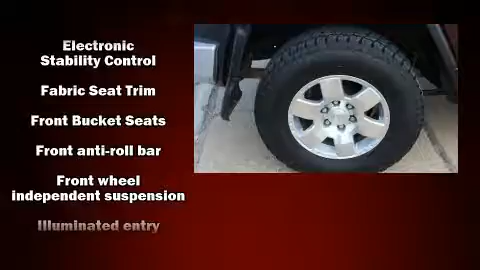 Electronic
Stability Control
Fabric Seat Trim
Front Bucket Seats
Front anti-roll bar
Front wheel
independent suspension
Illuminated entry